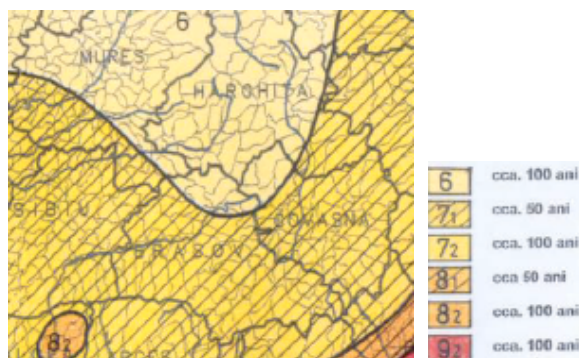 6
MURES
HARGHITA
SIBIU
COVASNA
BRASOV
8₂
6 cca. 100 ani
7₁ cca. 50 ani
7₂ cca. 100 ani
8₁ cca 50 ani
8₂ cca. 100 ani
9₂ cca. 100 ani